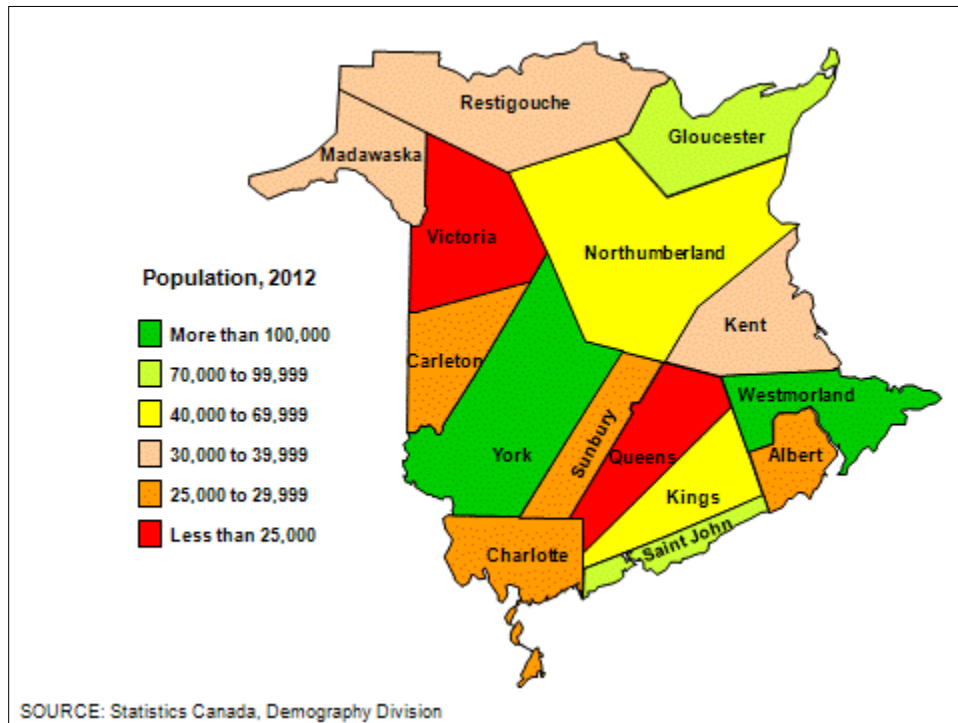 Restigouche
Gloucester
Madawaska
Victoria
Northumberland
Population, 2012
More than 100,000
70,000 to 99,999
40,000 to 69,999
30,000 to 39,999
25,000 to 29,999
Less than 25,000
Kent
Carleton
Westmorland
York
Sunbury
Queens
Albert
Kings
Saint John
Charlotte
SOURCE: Statistics Canada, Demography Division